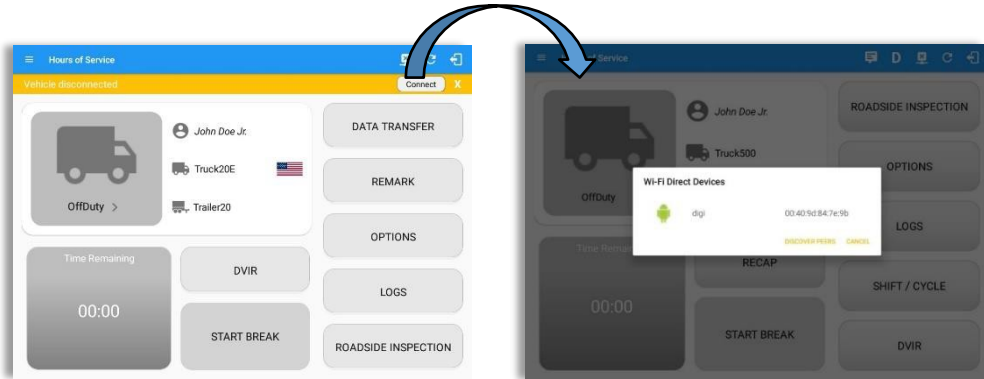 Hours of Service
Vehicle disconnected
Connect X
John Doe Jr.
Truck20E
Trailer20
OffDuty >
DATA TRANSFER
REMARK
OPTIONS
LOGS
ROADSIDE INSPECTION
Time Remaining
00:00
DVIR
START BREAK
Service
D
John Doe Jr.
Truck500
OffDuty
Wi-Fi Direct Devices
digi 00:40:9d:84:7e:9b
DISCOVER PEERS CANCEL
Time Remai
00:00
RECAP
START BREAK
ROADSIDE INSPECTION
OPTIONS
LOGS
SHIFT / CYCLE
DVIR